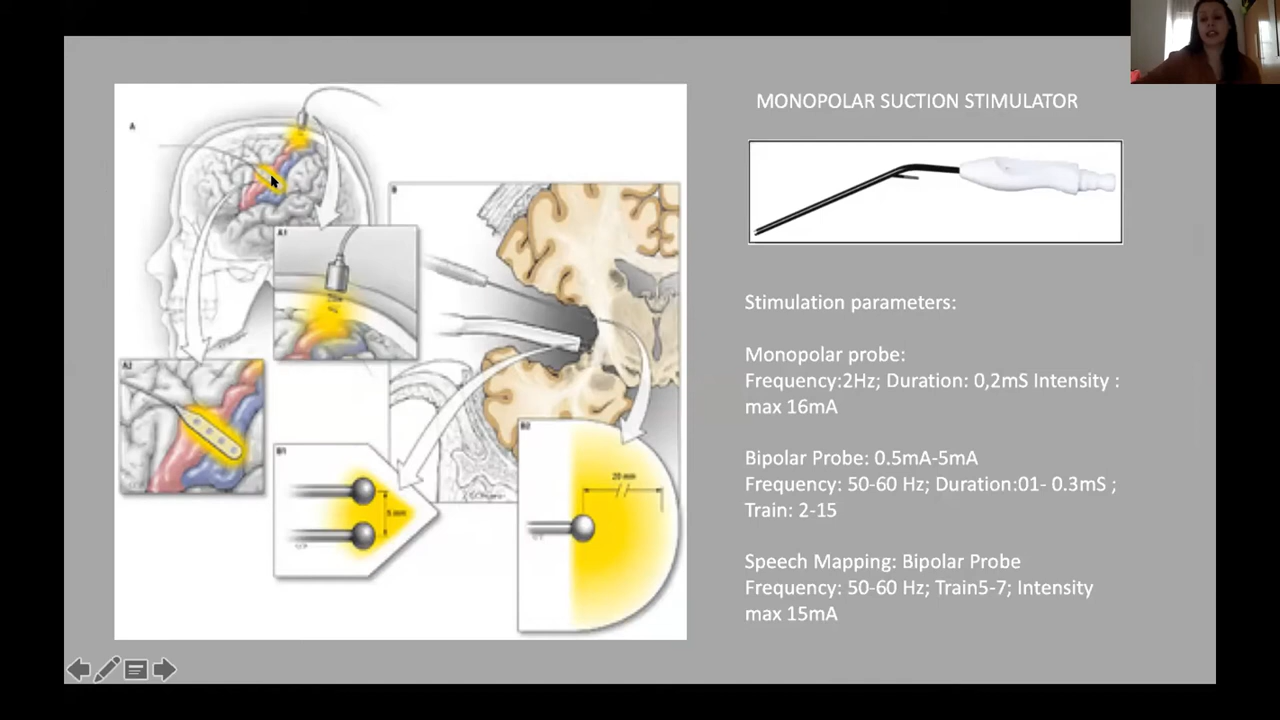 A
B
MONOPOLAR SUCTION STIMULATOR
A1
A2
B1
5 mm
B2
20 mm
Stimulation parameters:
Monopolar probe:
Frequency:2Hz; Duration: 0,2mS Intensity :
max 16mA
Bipolar Probe: 0.5mA-5mA
Frequency: 50-60 Hz; Duration:01- 0.3mS ;
Train: 2-15
Speech Mapping: Bipolar Probe
Frequency: 50-60 Hz; Train5-7; Intensity
max 15mA